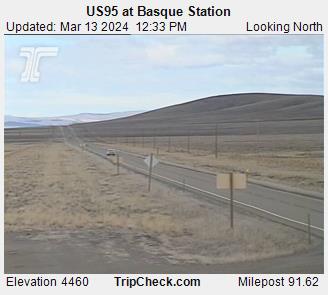 US95 at Basque Station
Updated: Mar 13 2024 12:33 PM Looking North
Elevation 4460 TripCheck.com Milepost 91.62